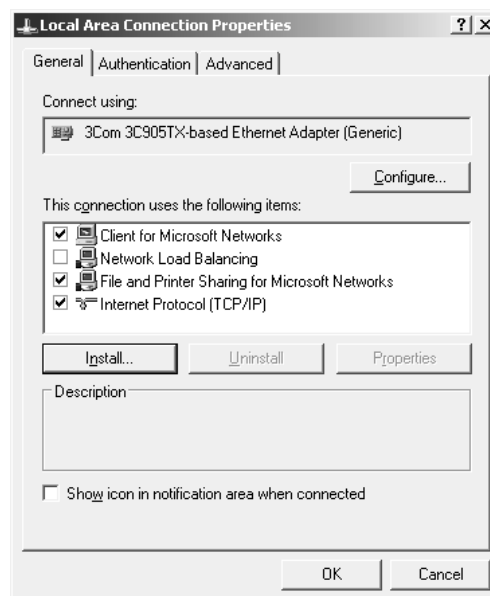 Local Area Connection Properties
General Authentication Advanced
Connect using:
3Com 3C905TX-based Ethernet Adapter (Generic)
Configure...
This connection uses the following items:
Client for Microsoft Networks
Network Load Balancing
File and Printer Sharing for Microsoft Networks
Internet Protocol (TCP/IP)
Install... Uninstall Properties
Description
Show icon in notification area when connected
OK Cancel